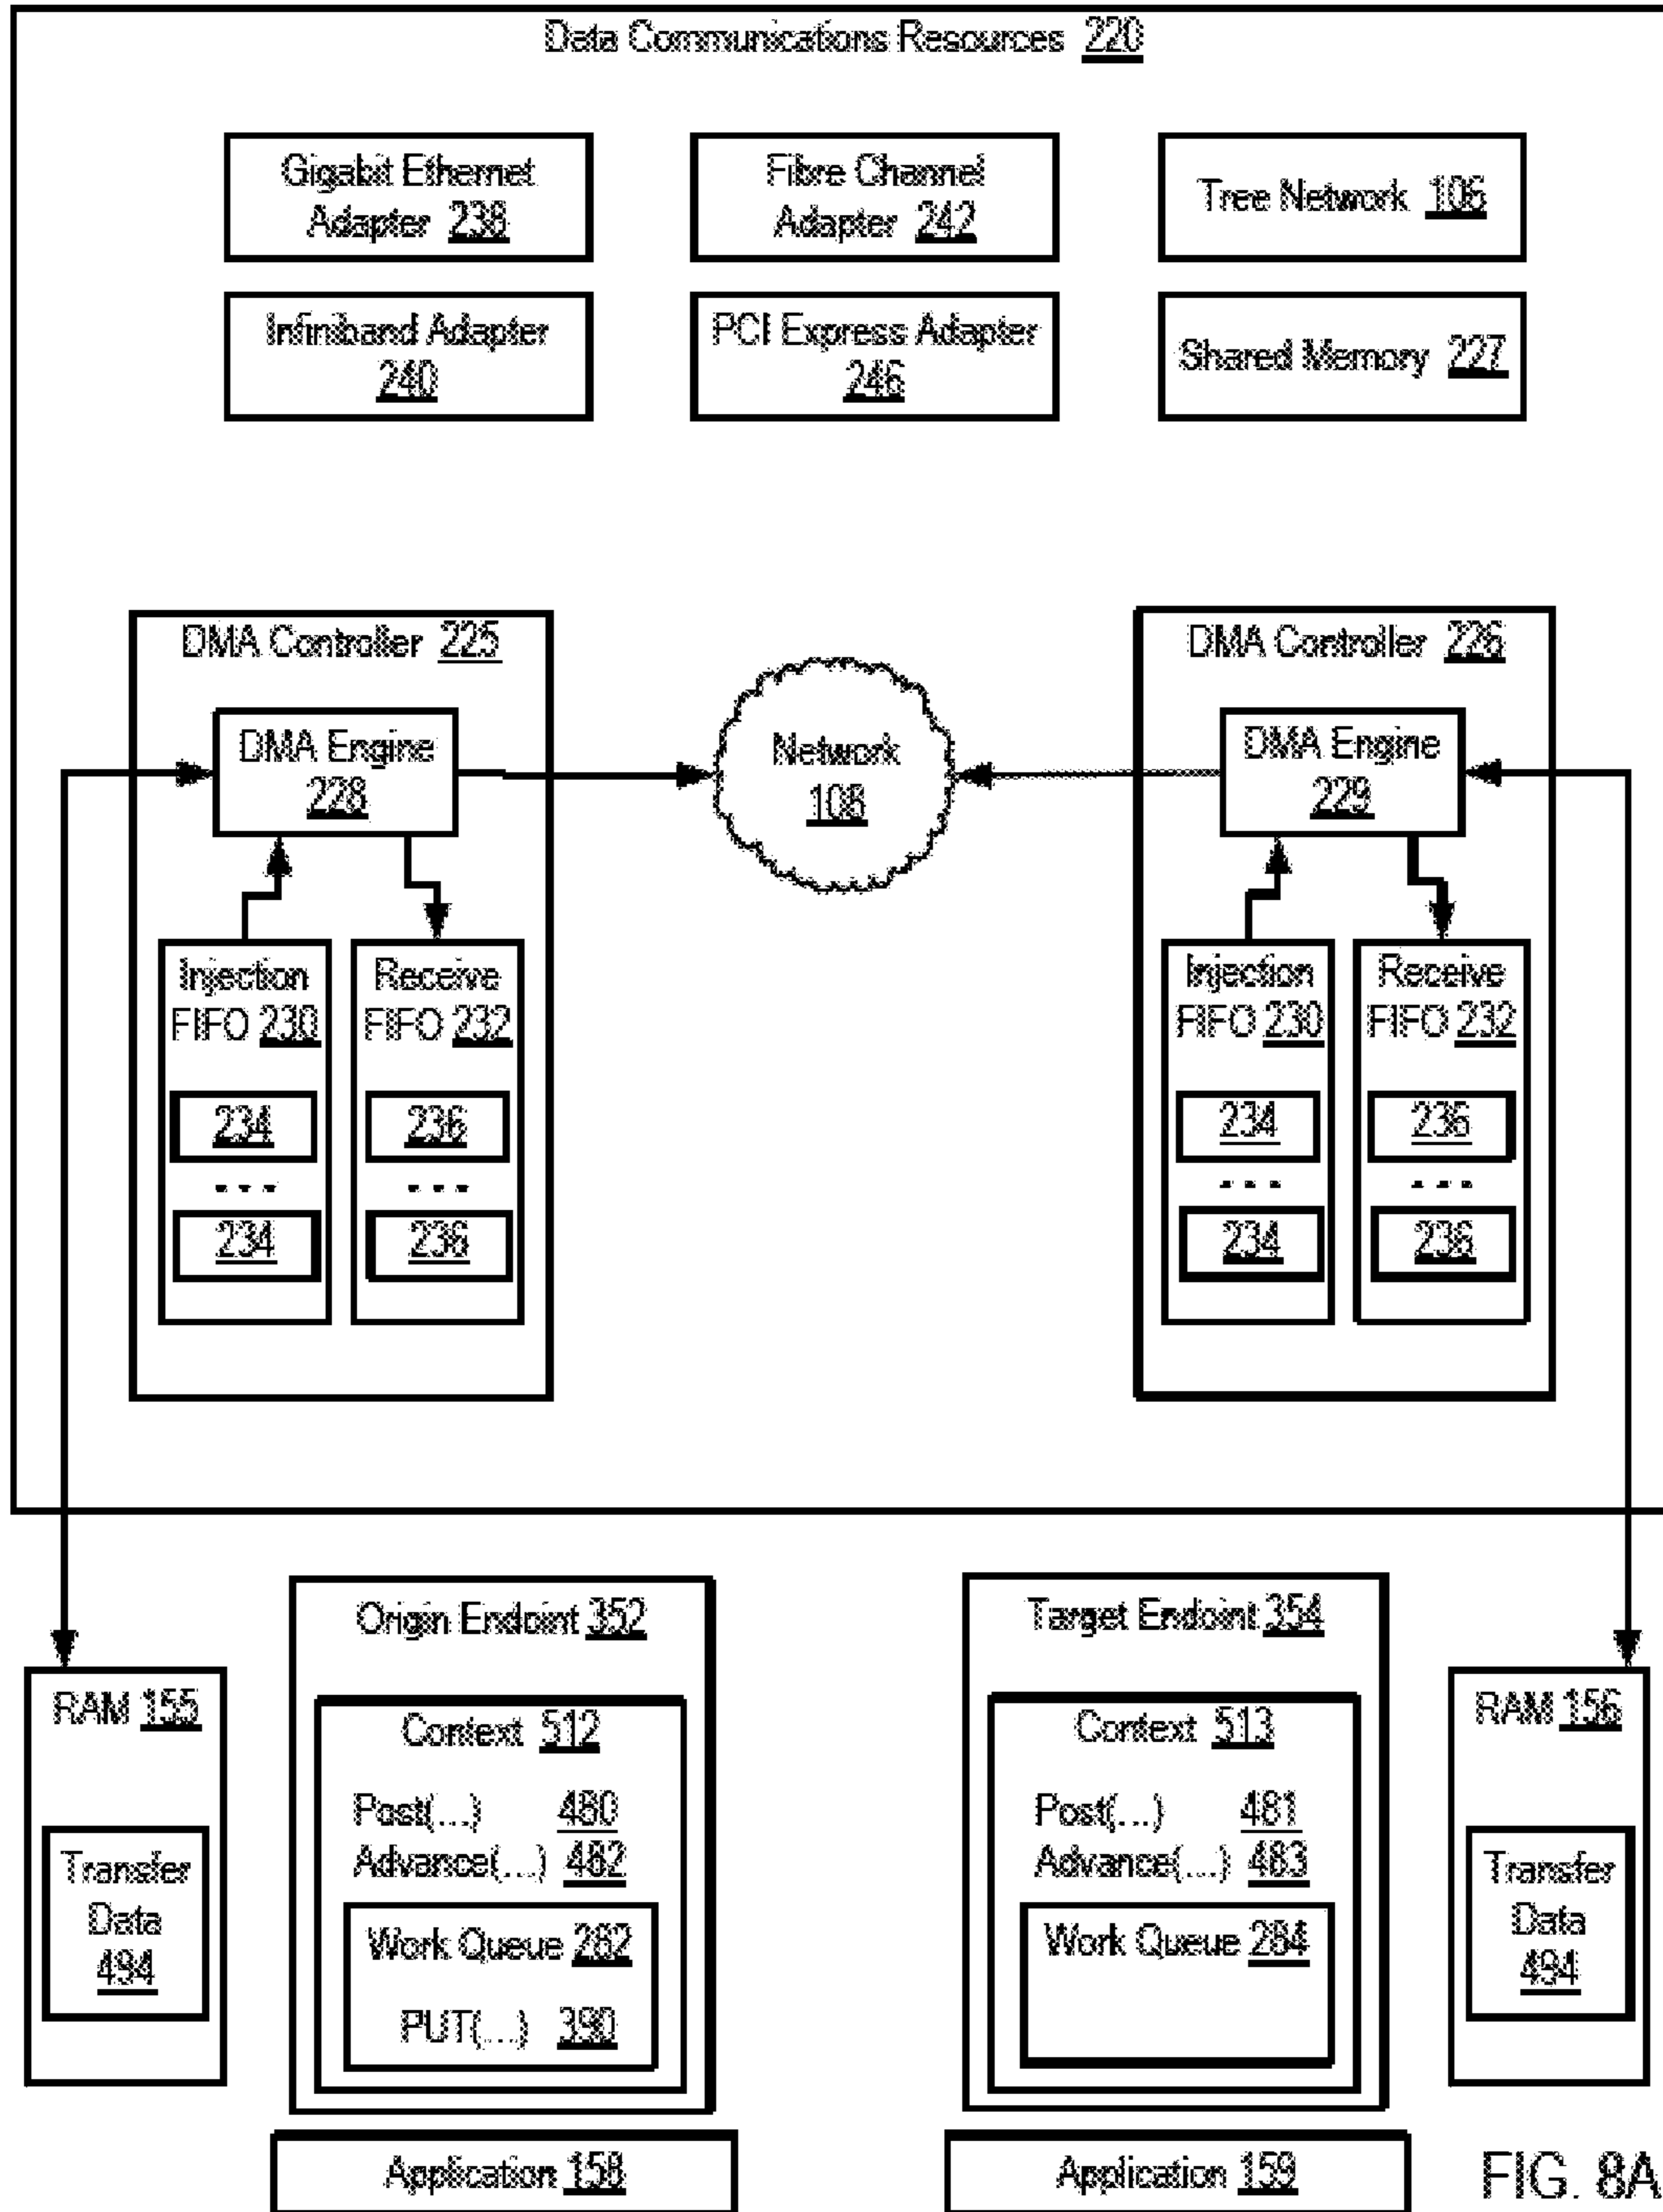 Data Communications Resources 220
Gigabit Ethernet
Adapter 238
Fibre Channel
Adapter 242
Tree Network 106
Infiniband Adapter
240
PCI Express Adapter
246
Shared Memory 227
DMA Controller 225
DMA Engine
228
Injection
FIFO 230
Receive
FIFO 232
234
236
...
...
234
236
Network
108
DMA Controller 226
DMA Engine
229
Injection
FIFO 230
Receive
FIFO 232
234
236
...
...
234
236
RAM 155
Transfer
Data
494
Origin Endoint 352
Context 512
Post(...) 480
Advance(...) 482
Work Queue 282
PUT(...) 390
Application 158
Target Endoint 354
Context 513
Post(...) 481
Advance(...) 483
Work Queue 284
Application 159
RAM 156
Transfer
Data
494
FIG. 8A